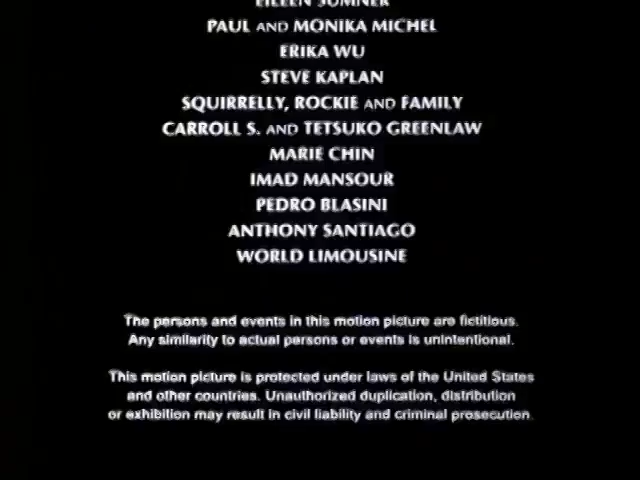 EILEEN SUMNER
PAUL AND MONIKA MICHEL
ERIKA WU
STEVE KAPLAN
SQUIRRELLY, ROCKIE AND FAMILY
CARROLL S. AND TETSUKO GREENLAW
MARIE CHIN
IMAD MANSOUR
PEDRO BLASINI
ANTHONY SANTIAGO
WORLD LIMOUSINE
The persons and events in this motion picture are fictitious.
Any similarity to actual persons or events is unintentional.
This motion picture is protected under laws of the United States
and other countries. Unauthorized duplication, distribution
or exhibition may result in civil liability and criminal prosecution.